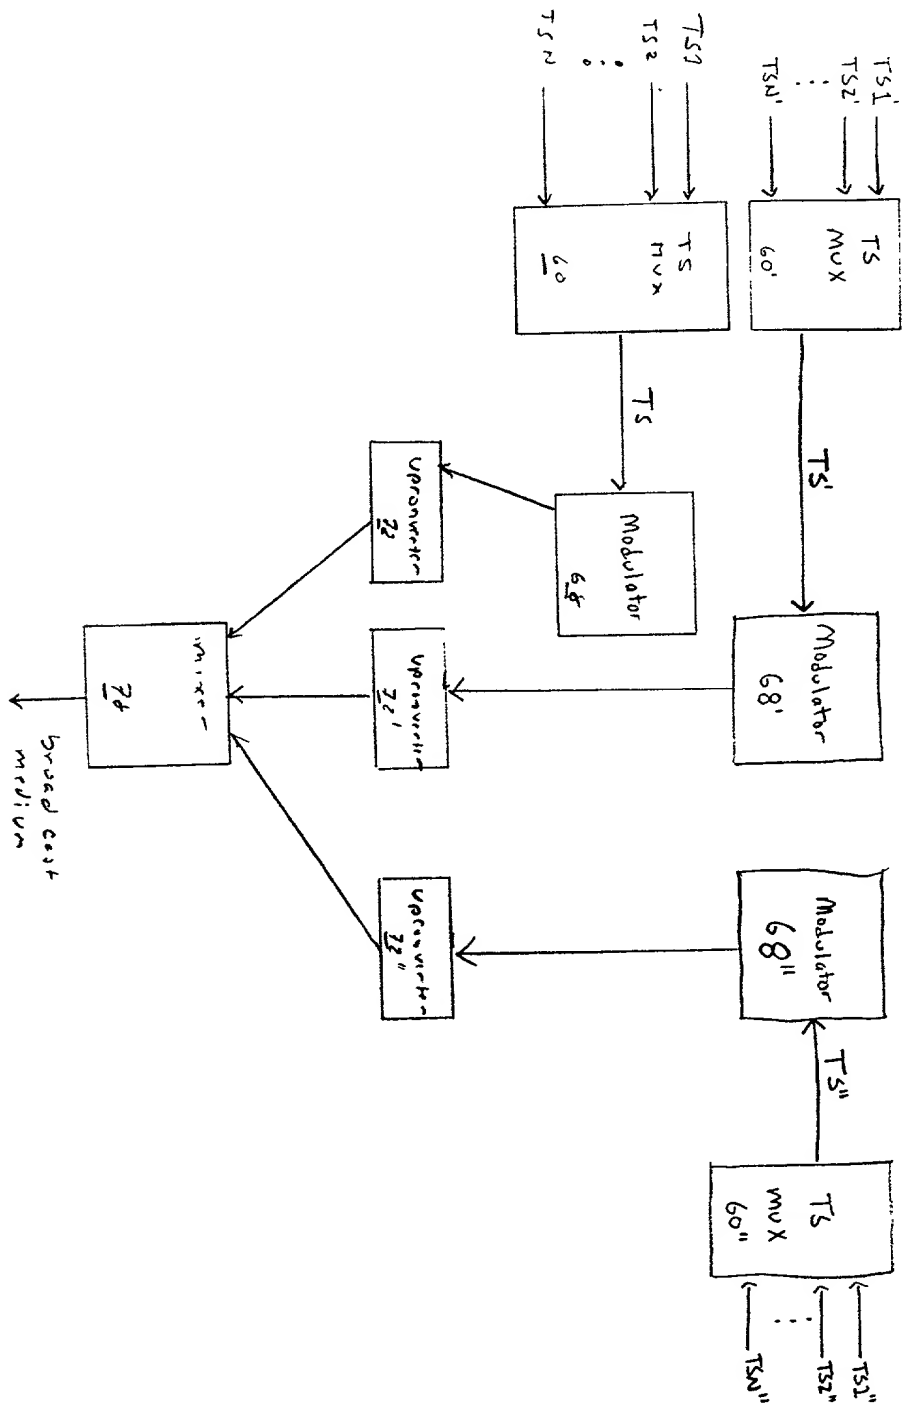 TS1'
TS2'
⋮
TSN'
TS
MUX
60'
TS'
Modulator
68'
Modulator
68"
TS"
TS
MUX
60"
TS1"
TS2"
⋮
TSN"
TS1
TS2
⋮
TSN
TS
MUX
60
TS
Modulator
68
upconverter
72
upconverter
72'
upconverter
72"
mixer
broadcast
medium